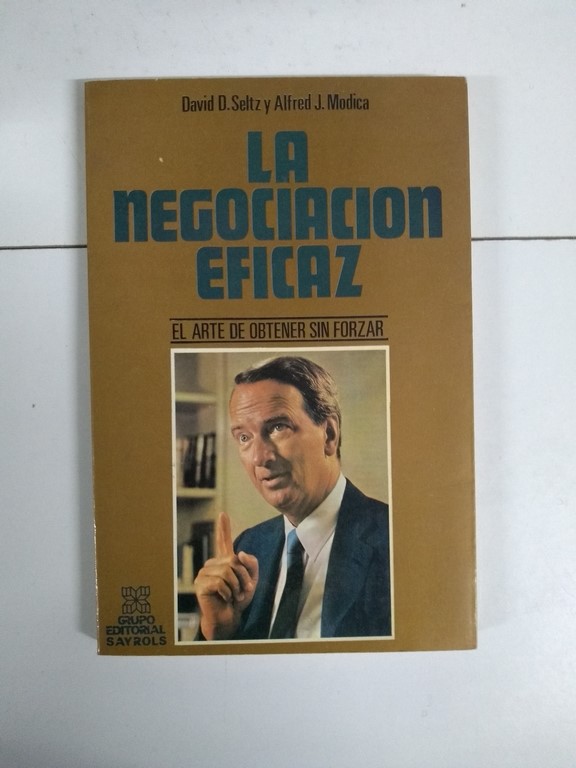 David D. Seltz y Alfred J. Modica
LA
NEGOCIACION
EFICAZ
EL ARTE DE OBTENER SIN FORZAR
GRUPO
EDITORIAL
SAYROLS